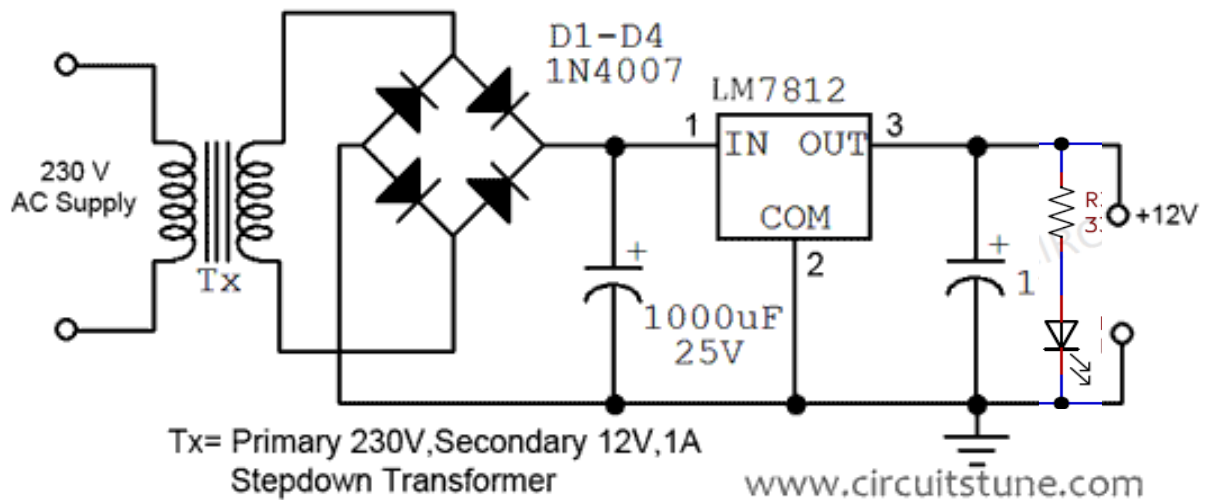 D1-D4
1N4007
LM7812
1
IN OUT
3
230 V
AC Supply
COM
R
3
+12V
Tx
+
2
+
1
1000uF
25V
Tx= Primary 230V,Secondary 12V,1A
Stepdown Transformer
www.circuitstune.com